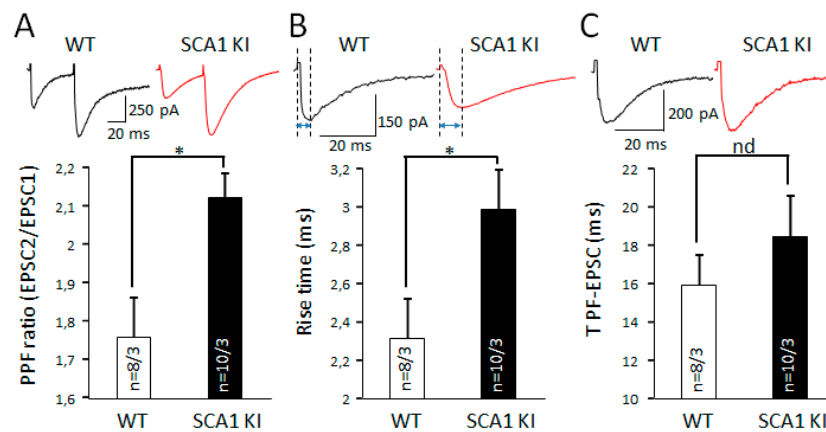 A
WT
SCA1 KI
250 pA
20 ms
*
PPF ratio (EPSC2/EPSC1)
2,2
2,1
2
1,9
1,8
1,7
1,6
n=8/3
n=10/3
WT
SCA1 KI
B
WT
SCA1 KI
150 pA
20 ms
*
Rise time (ms)
3,2
3
2,8
2,6
2,4
2,2
2
n=8/3
n=10/3
WT
SCA1 KI
C
WT
SCA1 KI
200 pA
20 ms
nd
T PF-EPSC (ms)
22
20
18
16
14
12
10
n=8/3
n=10/3
WT
SCA1 KI